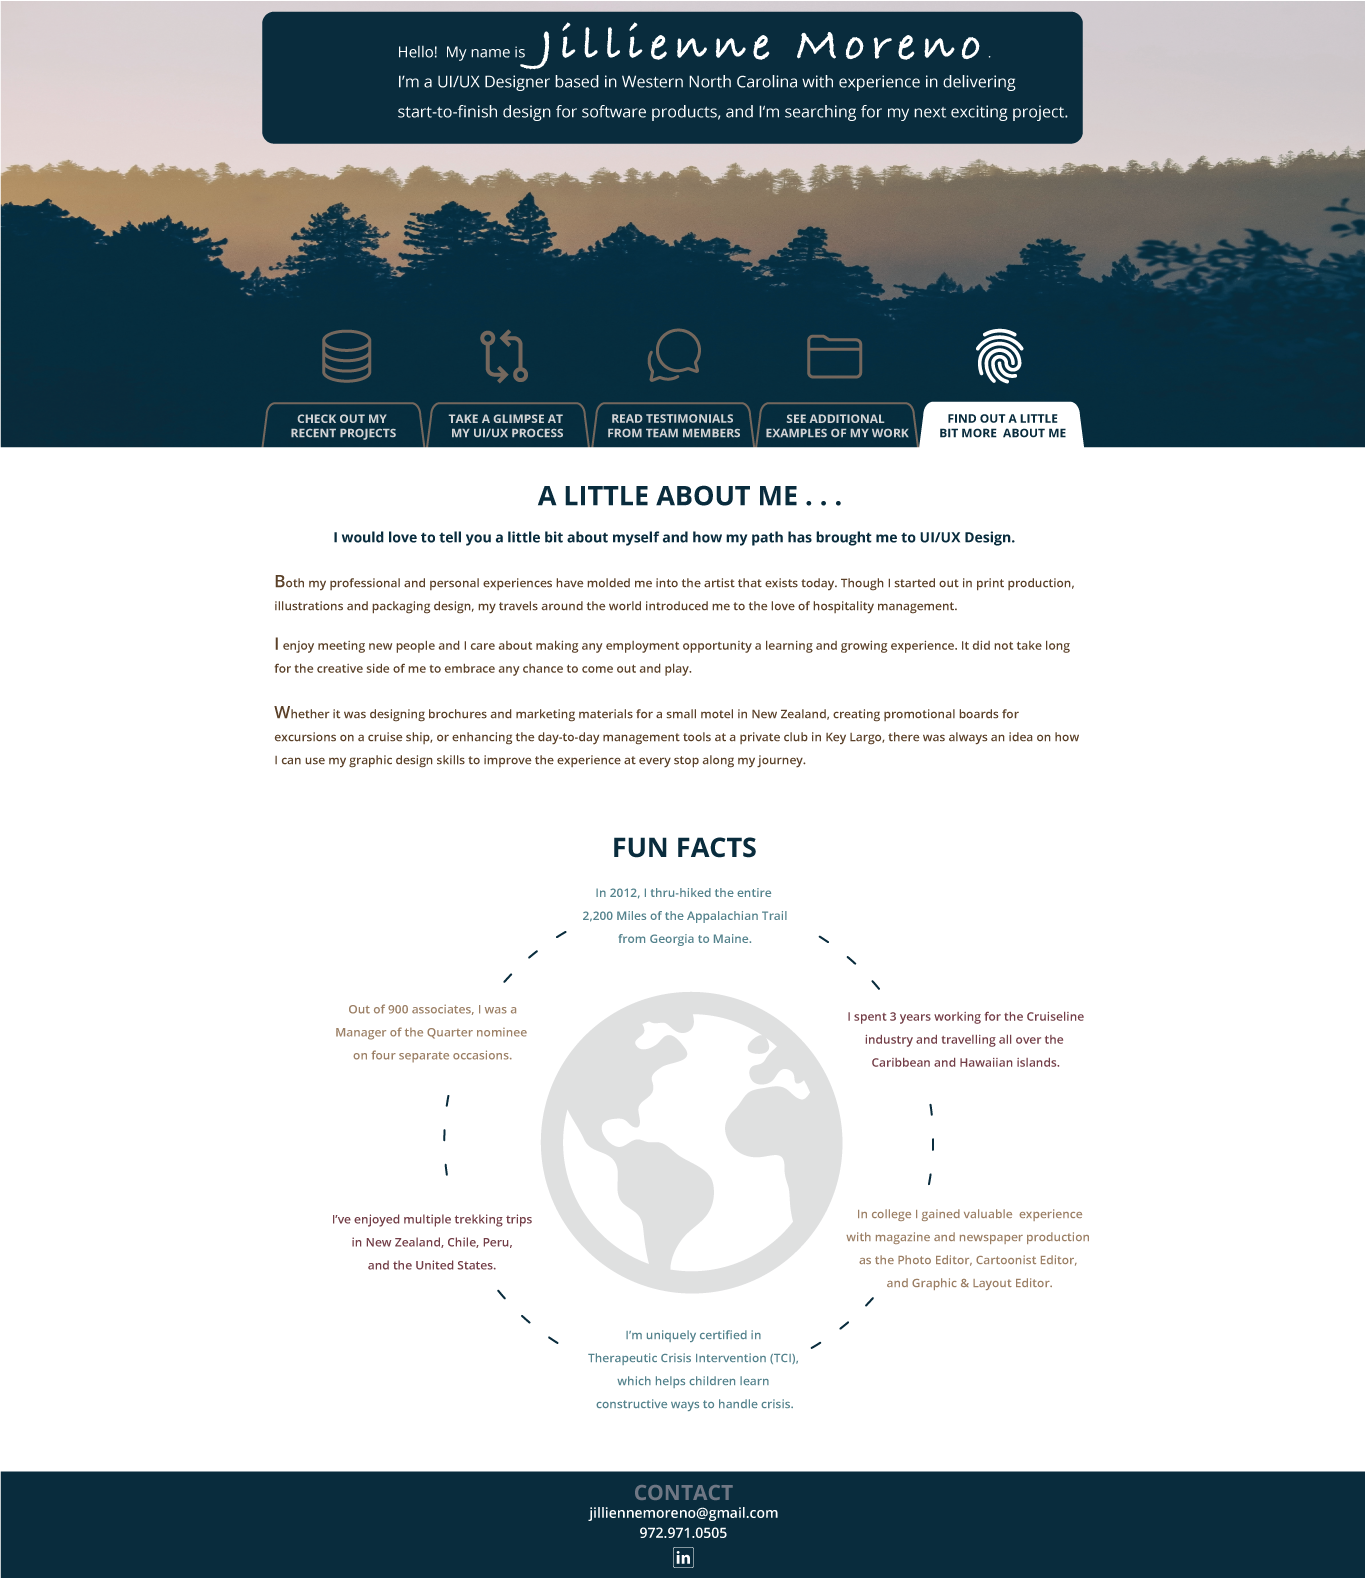 Hello!  My name is Jillienne Moreno .
I'm a UI/UX Designer based in Western North Carolina with experience in delivering
start-to-finish design for software products, and I'm searching for my next exciting project.
CHECK OUT MY
RECENT PROJECTS
TAKE A GLIMPSE AT
MY UI/UX PROCESS
READ TESTIMONIALS
FROM TEAM MEMBERS
SEE ADDITIONAL
EXAMPLES OF MY WORK
FIND OUT A LITTLE
BIT MORE  ABOUT ME
A LITTLE ABOUT ME . . .
I would love to tell you a little bit about myself and how my path has brought me to UI/UX Design.
Both my professional and personal experiences have molded me into the artist that exists today. Though I started out in print production,
illustrations and packaging design, my travels around the world introduced me to the love of hospitality management.
I enjoy meeting new people and I care about making any employment opportunity a learning and growing experience. It did not take long
for the creative side of me to embrace any chance to come out and play.
Whether it was designing brochures and marketing materials for a small motel in New Zealand, creating promotional boards for
excursions on a cruise ship, or enhancing the day-to-day management tools at a private club in Key Largo, there was always an idea on how
I can use my graphic design skills to improve the experience at every stop along my journey.
FUN FACTS
In 2012, I thru-hiked the entire
2,200 Miles of the Appalachian Trail
from Georgia to Maine.
Out of 900 associates, I was a
Manager of the Quarter nominee
on four separate occasions.
I spent 3 years working for the Cruiseline
industry and travelling all over the
Caribbean and Hawaiian islands.
I've enjoyed multiple trekking trips
in New Zealand, Chile, Peru,
and the United States.
In college I gained valuable  experience
with magazine and newspaper production
as the Photo Editor, Cartoonist Editor,
and Graphic & Layout Editor.
I'm uniquely certified in
Therapeutic Crisis Intervention (TCI),
which helps children learn
constructive ways to handle crisis.
CONTACT
jilliennemoreno@gmail.com
972.971.0505
in